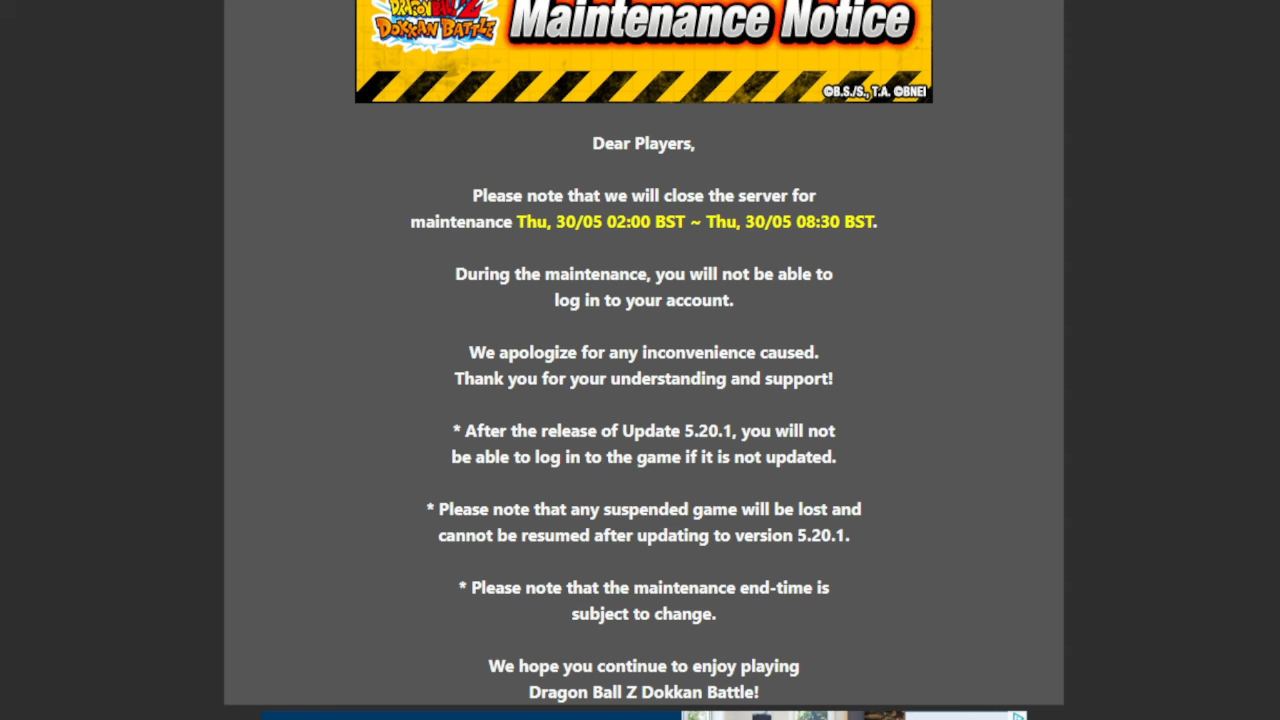 DRAGON BALL Z
DOKKAN BATTLE
Maintenance Notice
©B.S./S., T.A. ©BNEI
Dear Players,
Please note that we will close the server for
maintenance Thu, 30/05 02:00 BST ~ Thu, 30/05 08:30 BST.
During the maintenance, you will not be able to
log in to your account.
We apologize for any inconvenience caused.
Thank you for your understanding and support!
* After the release of Update 5.20.1, you will not
be able to log in to the game if it is not updated.
* Please note that any suspended game will be lost and
cannot be resumed after updating to version 5.20.1.
* Please note that the maintenance end-time is
subject to change.
We hope you continue to enjoy playing
Dragon Ball Z Dokkan Battle!